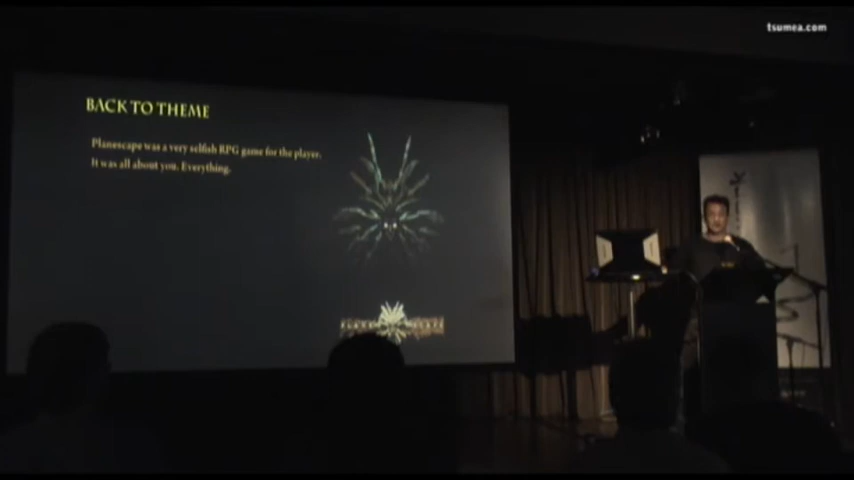 tsumea.com
BACK TO THEME
Planescape was a very selfish RPG game for the player.
It was all about you. Everything.